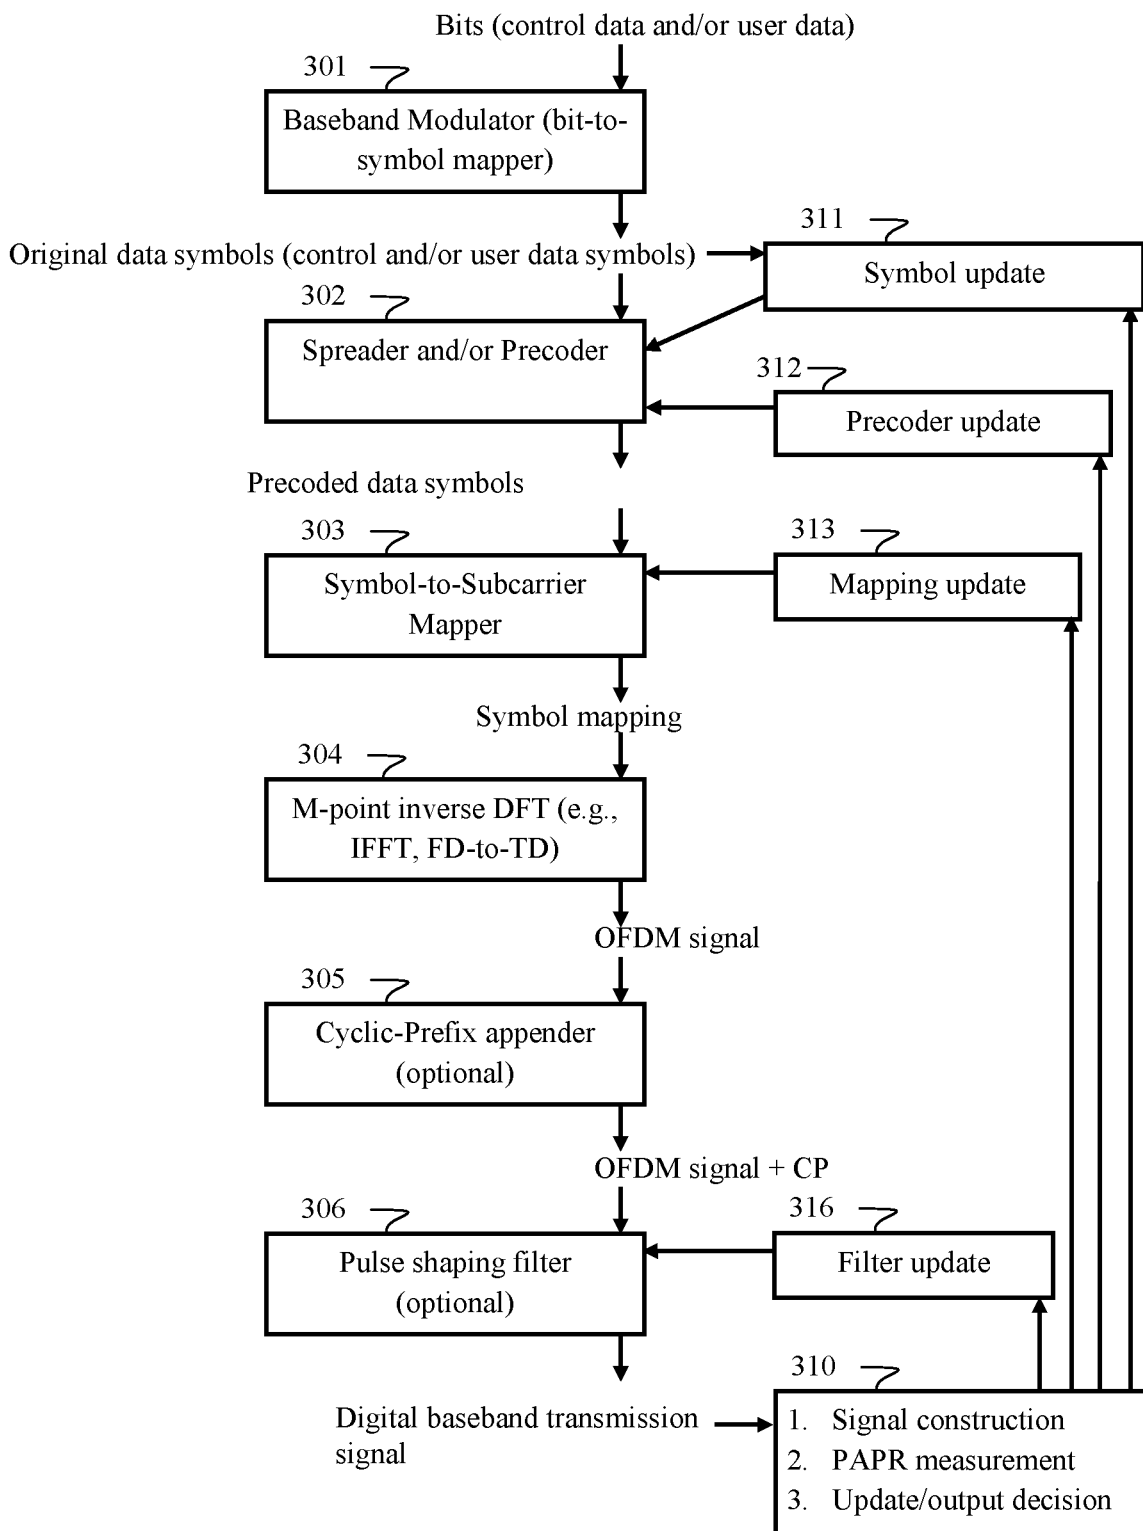 Bits (control data and/or user data)
301
Baseband Modulator (bit-to-
symbol mapper)
311
Original data symbols (control and/or user data symbols)
Symbol update
302
Spreader and/or Precoder
312
Precoder update
Precoded data symbols
303
313
Symbol-to-Subcarrier
Mapper
Mapping update
Symbol mapping
304
M-point inverse DFT (e.g.,
IFFT, FD-to-TD)
OFDM signal
305
Cyclic-Prefix appender
(optional)
OFDM signal + CP
306
316
Pulse shaping filter
(optional)
Filter update
310
Digital baseband transmission
signal
1. Signal construction
2. PAPR measurement
3. Update/output decision